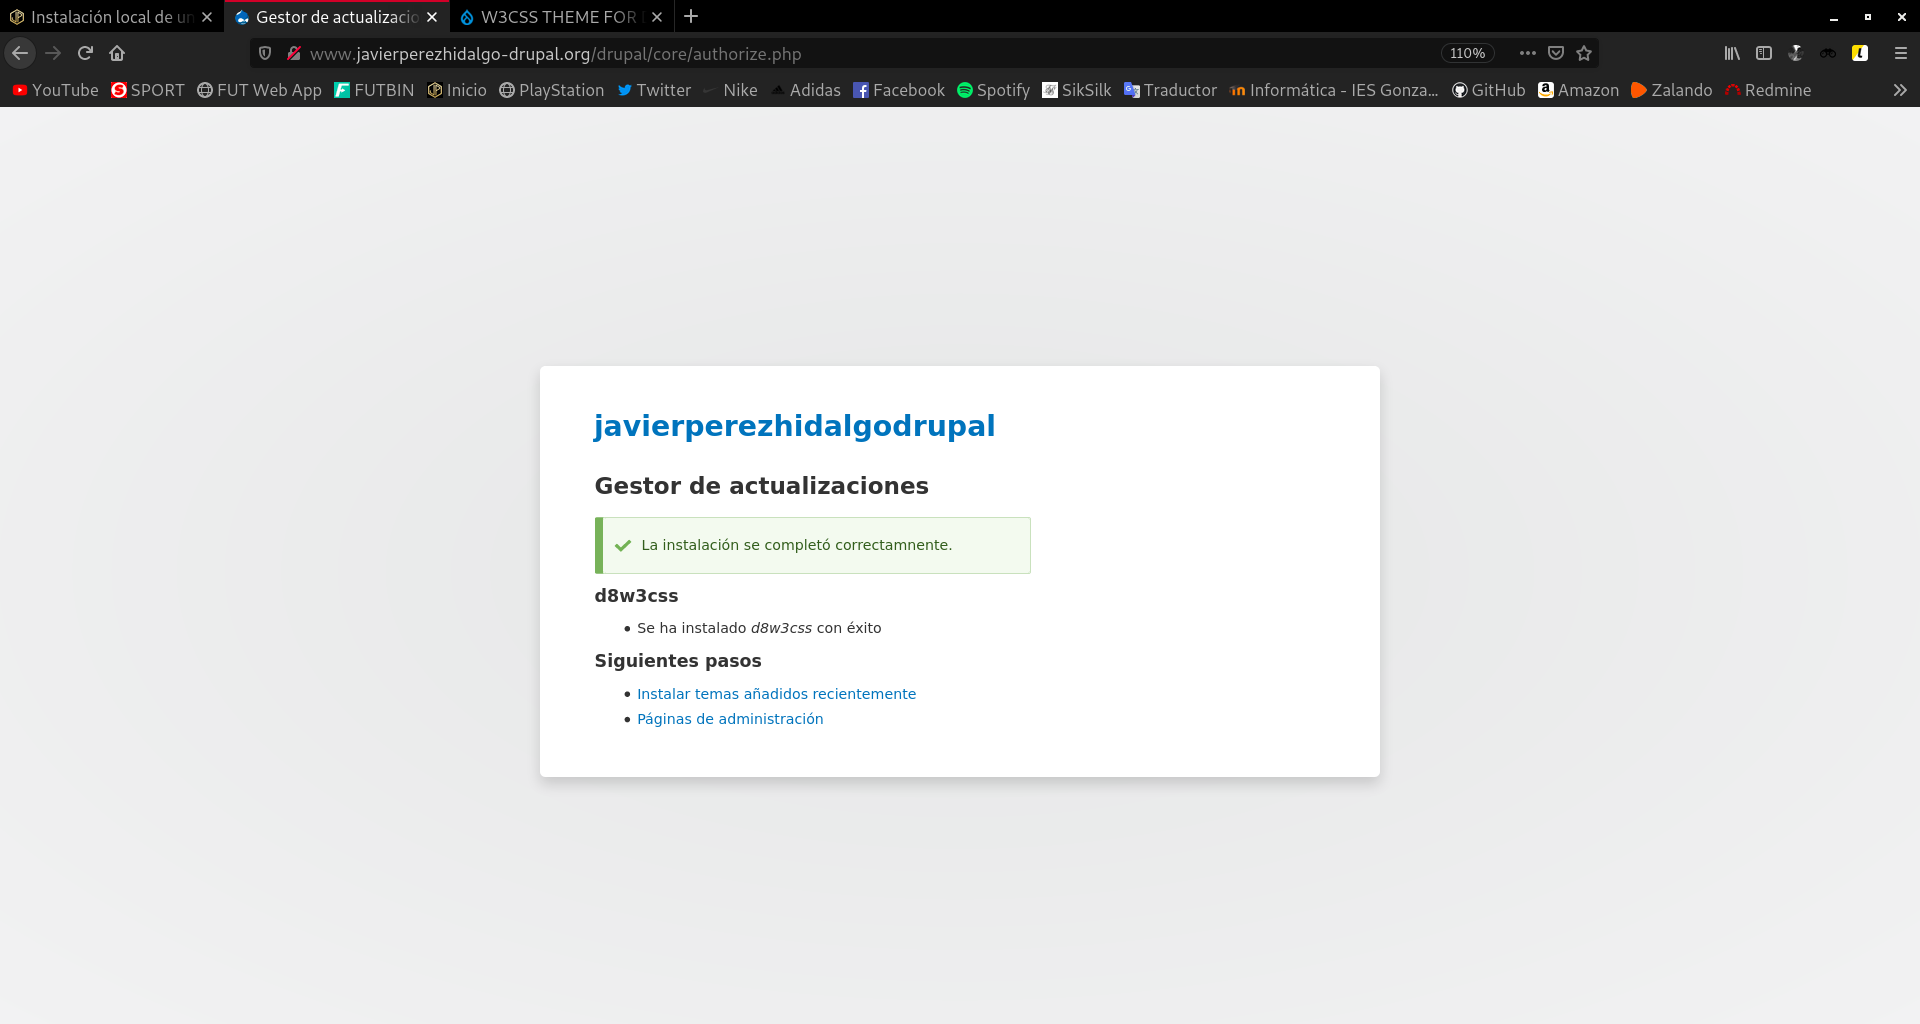 Instalación local de un
Gestor de actualizacio
W3CSS THEME FOR
www.javierperezhidalgo-drupal.org/drupal/core/authorize.php
110%
YouTube
SPORT
FUT Web App
FUTBIN
Inicio
PlayStation
Twitter
Nike
Adidas
Facebook
Spotify
SikSilk
Traductor
Informática - IES Gonza...
GitHub
Amazon
Zalando
Redmine
javierperezhidalgodrupal
Gestor de actualizaciones
La instalación se completó correctamnente.
d8w3css
Se ha instalado d8w3css con éxito
Siguientes pasos
Instalar temas añadidos recientemente
Páginas de administración